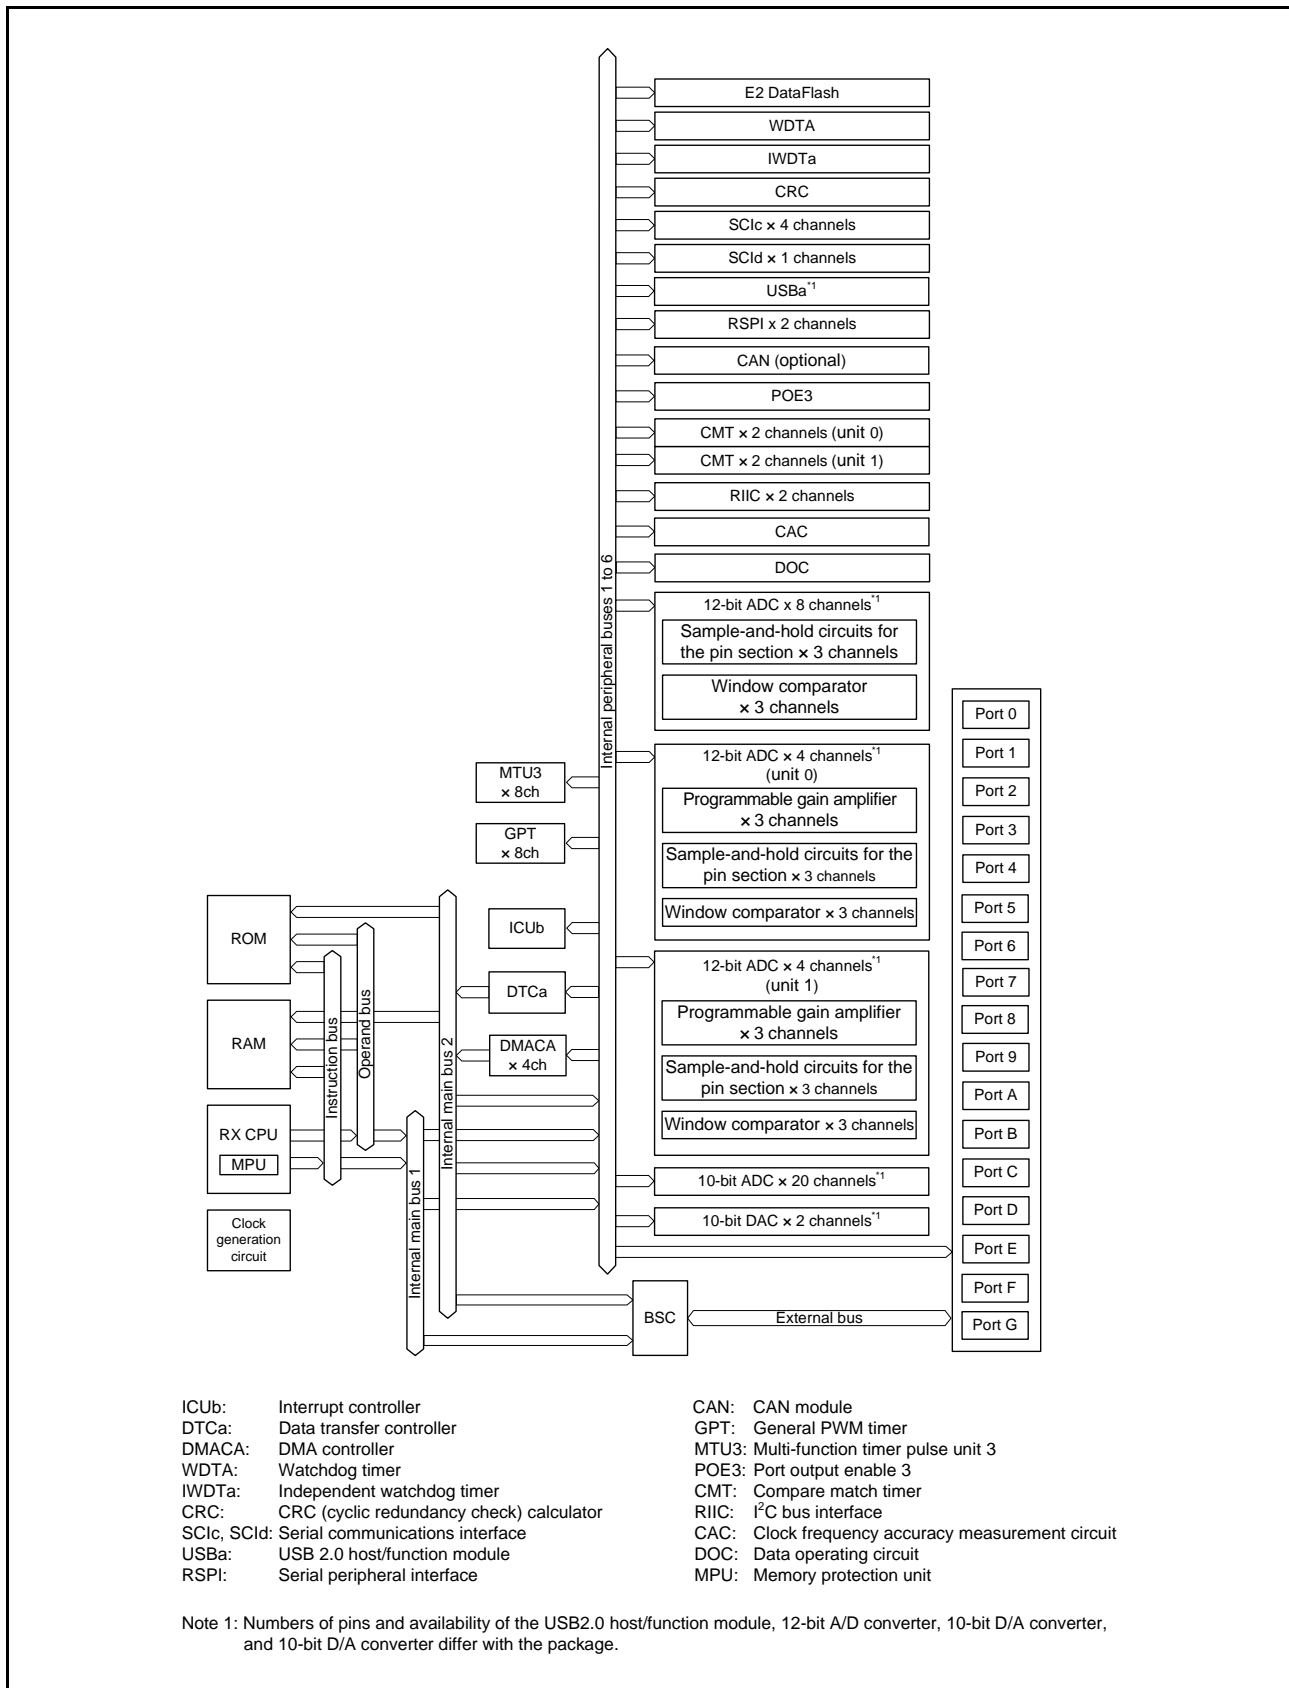 E2 DataFlash
WDTA
IWDTa
CRC
SCIc × 4 channels
SCId × 1 channels
USBa*1
RSPI x 2 channels
CAN (optional)
POE3
CMT × 2 channels (unit 0)
CMT × 2 channels (unit 1)
RIIC × 2 channels
CAC
DOC
12-bit ADC x 8 channels*1
Sample-and-hold circuits for
the pin section × 3 channels
Window comparator
× 3 channels
12-bit ADC × 4 channels*1
(unit 0)
Programmable gain amplifier
× 3 channels
Sample-and-hold circuits for the
pin section × 3 channels
Window comparator × 3 channels
12-bit ADC × 4 channels*1
(unit 1)
Programmable gain amplifier
× 3 channels
Sample-and-hold circuits for the
pin section × 3 channels
Window comparator × 3 channels
10-bit ADC × 20 channels*1
10-bit DAC × 2 channels*1
Internal peripheral buses 1 to 6
MTU3
× 8ch
GPT
× 8ch
ICUb
DTCa
DMACA
× 4ch
ROM
RAM
RX CPU
MPU
Clock
generation
circuit
Instruction bus
Operand bus
Internal main bus 1
Internal main bus 2
BSC
External bus
Port 0
Port 1
Port 2
Port 3
Port 4
Port 5
Port 6
Port 7
Port 8
Port 9
Port A
Port B
Port C
Port D
Port E
Port F
Port G
ICUb: Interrupt controller
DTCa: Data transfer controller
DMACA: DMA controller
WDTA: Watchdog timer
IWDTa: Independent watchdog timer
CRC: CRC (cyclic redundancy check) calculator
SCIc, SCId: Serial communications interface
USBa: USB 2.0 host/function module
RSPI: Serial peripheral interface
CAN: CAN module
GPT: General PWM timer
MTU3: Multi-function timer pulse unit 3
POE3: Port output enable 3
CMT: Compare match timer
RIIC: I2C bus interface
CAC: Clock frequency accuracy measurement circuit
DOC: Data operating circuit
MPU: Memory protection unit
Note 1: Numbers of pins and availability of the USB2.0 host/function module, 12-bit A/D converter, 10-bit D/A converter,
and 10-bit D/A converter differ with the package.